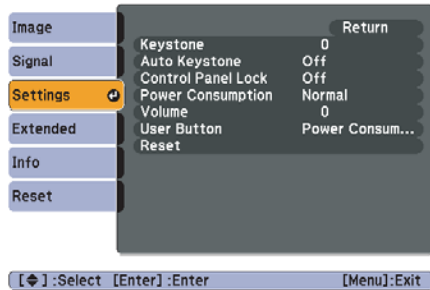 Image
Signal
Settings
Extended
Info
Reset
Return
Keystone 0
Auto Keystone Off
Control Panel Lock Off
Power Consumption Normal
Volume 0
User Button Power Consum...
Reset
[ ] :Select [Enter] :Enter [Menu]:Exit